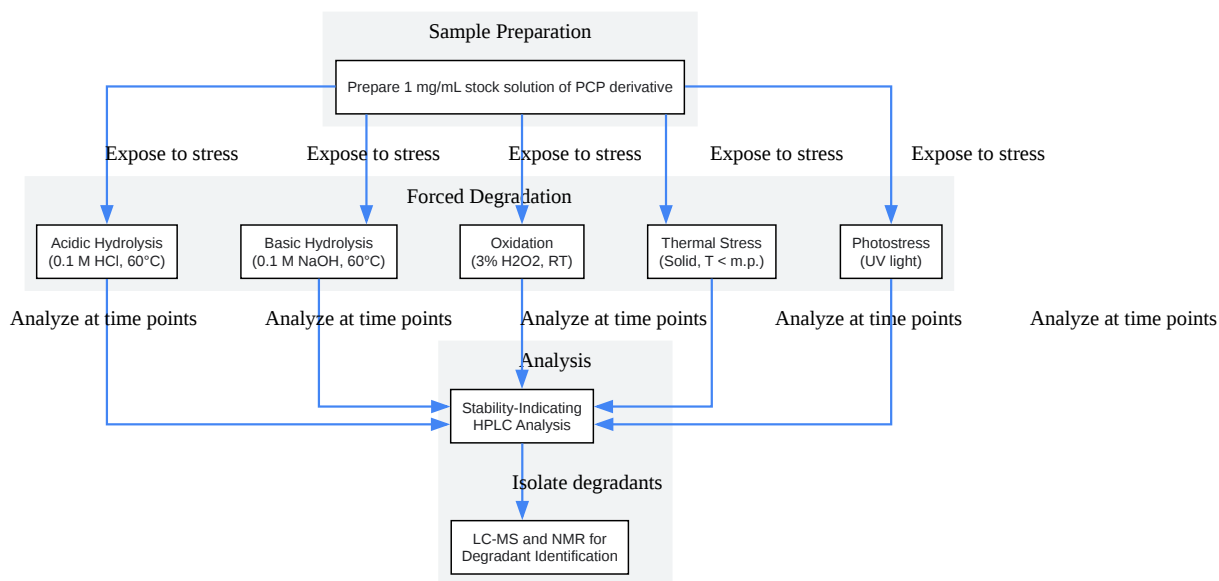 Sample Preparation
Prepare 1 mg/mL stock solution of PCP derivative
Expose to stress
Expose to stress
Expose to stress
Expose to stress
Expose to stress
Forced Degradation
Acidic Hydrolysis
(0.1 M HCl, 60°C)
Basic Hydrolysis
(0.1 M NaOH, 60°C)
Oxidation
(3% H2O2, RT)
Thermal Stress
(Solid, T < m.p.)
Photostress
(UV light)
Analyze at time points
Analyze at time points
Analyze at time points
Analyze at time points
Analyze at time points
Analysis
Stability-Indicating
HPLC Analysis
Isolate degradants
LC-MS and NMR for
Degradant Identification